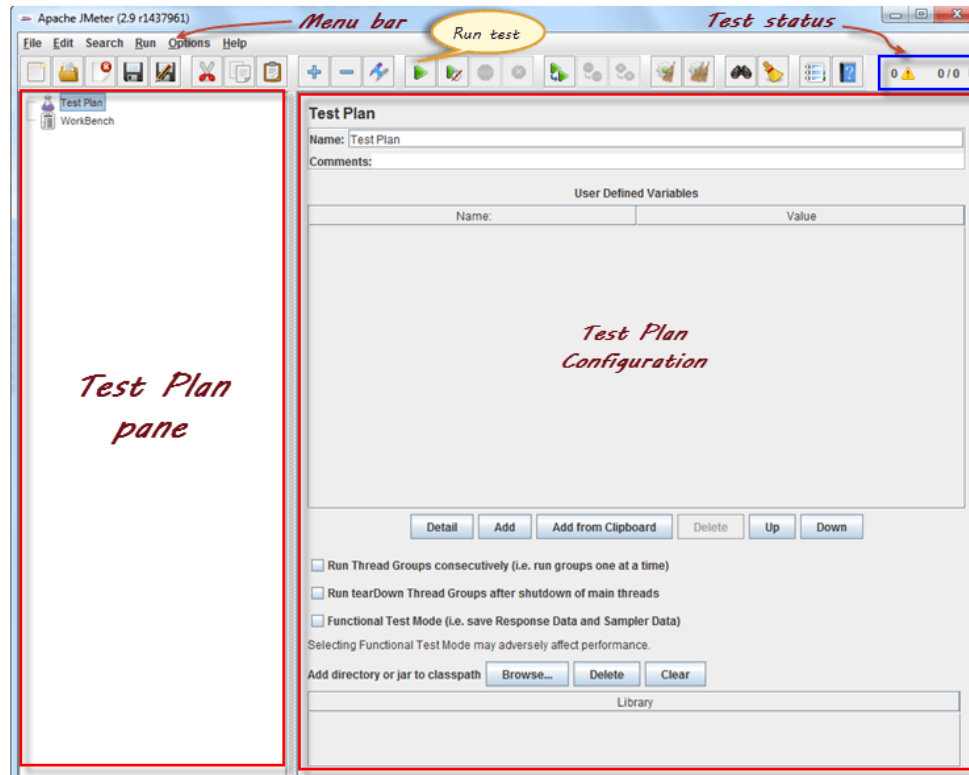 Apache JMeter (2.9 r1437961)
Menu bar
Run test
Test status
File Edit Search Run Options Help
0 0 / 0
Test Plan
WorkBench
Test Plan
pane
Test Plan
Name: Test Plan
Comments:
User Defined Variables
Name: Value
Test Plan
Configuration
Detail Add Add from Clipboard Delete Up Down
Run Thread Groups consecutively (i.e. run groups one at a time)
Run tearDown Thread Groups after shutdown of main threads
Functional Test Mode (i.e. save Response Data and Sampler Data)
Selecting Functional Test Mode may adversely affect performance.
Add directory or jar to classpath Browse... Delete Clear
Library